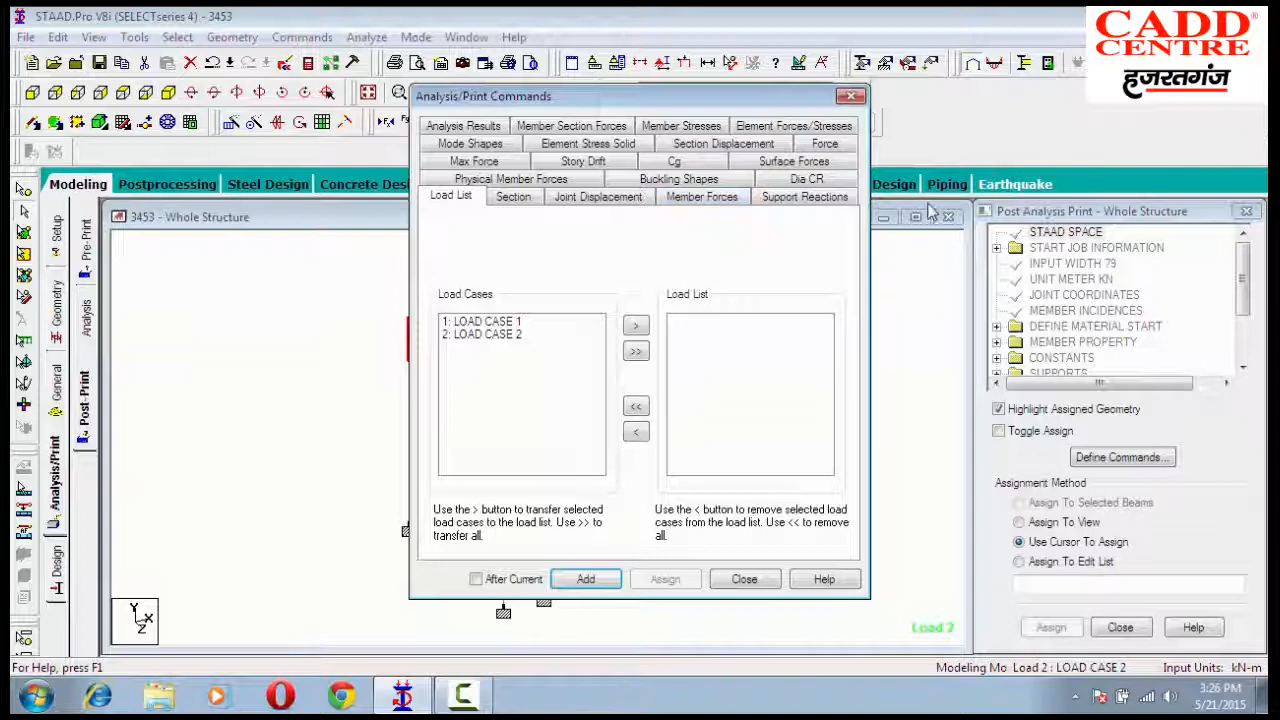 STAAD.Pro V8i (SELECTseries 4) - 3453
CADD CENTRE
हजरतगंज
File Edit View Tools Select Geometry Commands Analyze Mode Window Help
Modeling Postprocessing Steel Design Concrete Des Design Piping Earthquake
3453 - Whole Structure
Setup
Geometry
General
Analysis/Print
Design
Pre-Print
Analysis
Post-Print
Analysis/Print Commands
Analysis Results Member Section Forces Member Stresses Element Forces/Stresses
Mode Shapes Element Stress Solid Section Displacement Force
Max Force Story Drift Cg Surface Forces
Physical Member Forces Buckling Shapes Dia CR
Load List Section Joint Displacement Member Forces Support Reactions
Load Cases
1: LOAD CASE 1
2: LOAD CASE 2
>
>>
<<
<
Load List
Use the > button to transfer selected
load cases to the load list. Use >> to
transfer all.
Use the < button to remove selected load
cases from the load list. Use << to remove
all.
After Current Add Assign Close Help
Y
X
Z
Load 2
Post Analysis Print - Whole Structure
STAAD SPACE
START JOB INFORMATION
INPUT WIDTH 79
UNIT METER KN
JOINT COORDINATES
MEMBER INCIDENCES
DEFINE MATERIAL START
MEMBER PROPERTY
CONSTANTS
SUPPORTS
Highlight Assigned Geometry
Toggle Assign
Define Commands...
Assignment Method
Assign To Selected Beams
Assign To View
Use Cursor To Assign
Assign To Edit List
Assign Close Help
For Help, press F1
Modeling Mo Load 2 : LOAD CASE 2 Input Units: kN-m
3:26 PM
5/21/2015